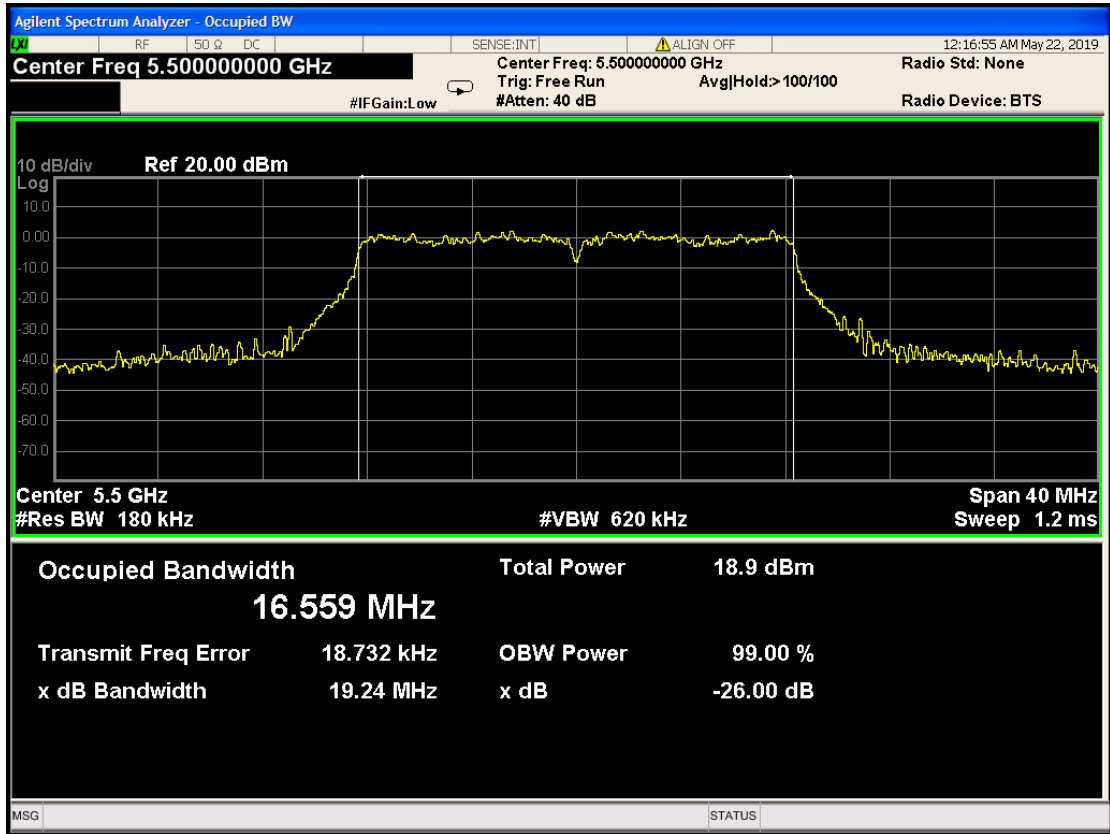 Agilent Spectrum Analyzer - Occupied BW
LXI RF 50 Ω DC SENSE:INT ALIGN OFF 12:16:55 AM May 22, 2019
Center Freq 5.500000000 GHz
Center Freq: 5.500000000 GHz
Radio Std: None
Trig: Free Run Avg|Hold:>100/100
#IFGain:Low #Atten: 40 dB Radio Device: BTS
10 dB/div Ref 20.00 dBm
Log
10.0
0.00
-10.0
-20.0
-30.0
-40.0
-50.0
-60.0
-70.0
Center 5.5 GHz Span 40 MHz
#Res BW 180 kHz #VBW 620 kHz Sweep 1.2 ms
Occupied Bandwidth Total Power 18.9 dBm
16.559 MHz
Transmit Freq Error 18.732 kHz OBW Power 99.00 %
x dB Bandwidth 19.24 MHz x dB -26.00 dB
MSG STATUS